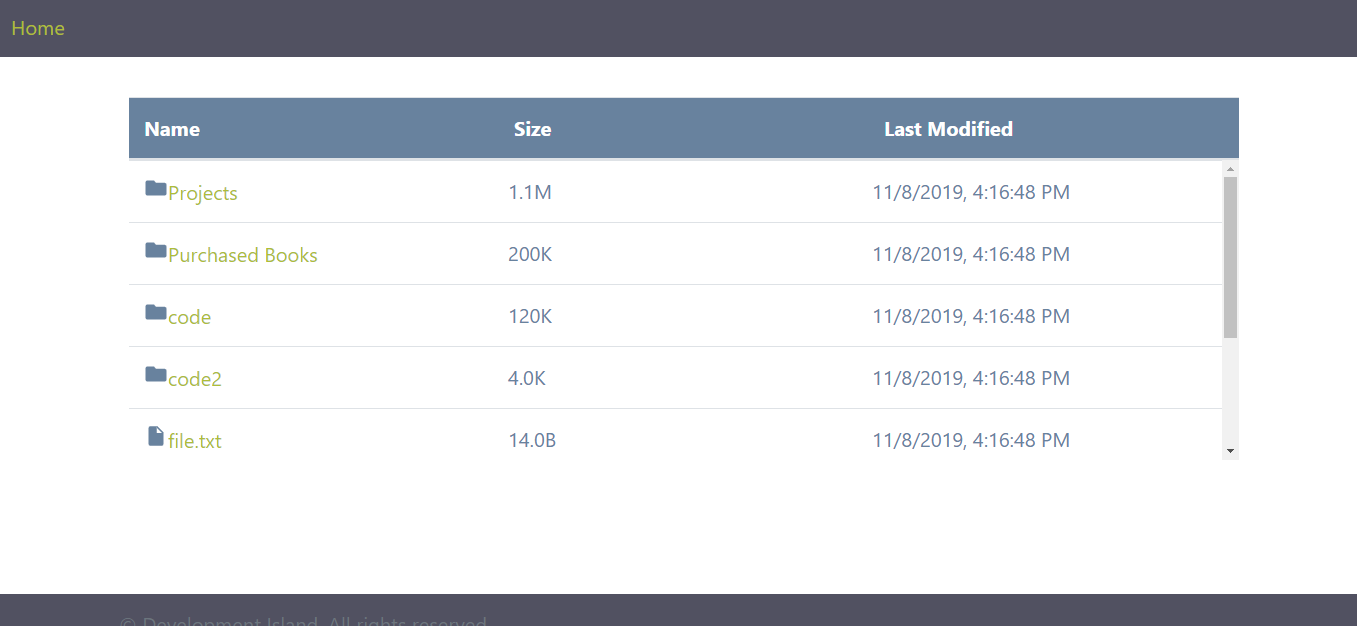 Home
Name Size Last Modified
Projects 1.1M 11/8/2019, 4:16:48 PM
Purchased Books 200K 11/8/2019, 4:16:48 PM
code 120K 11/8/2019, 4:16:48 PM
code2 4.0K 11/8/2019, 4:16:48 PM
file.txt 14.0B 11/8/2019, 4:16:48 PM
© Development Island. All rights reserved.